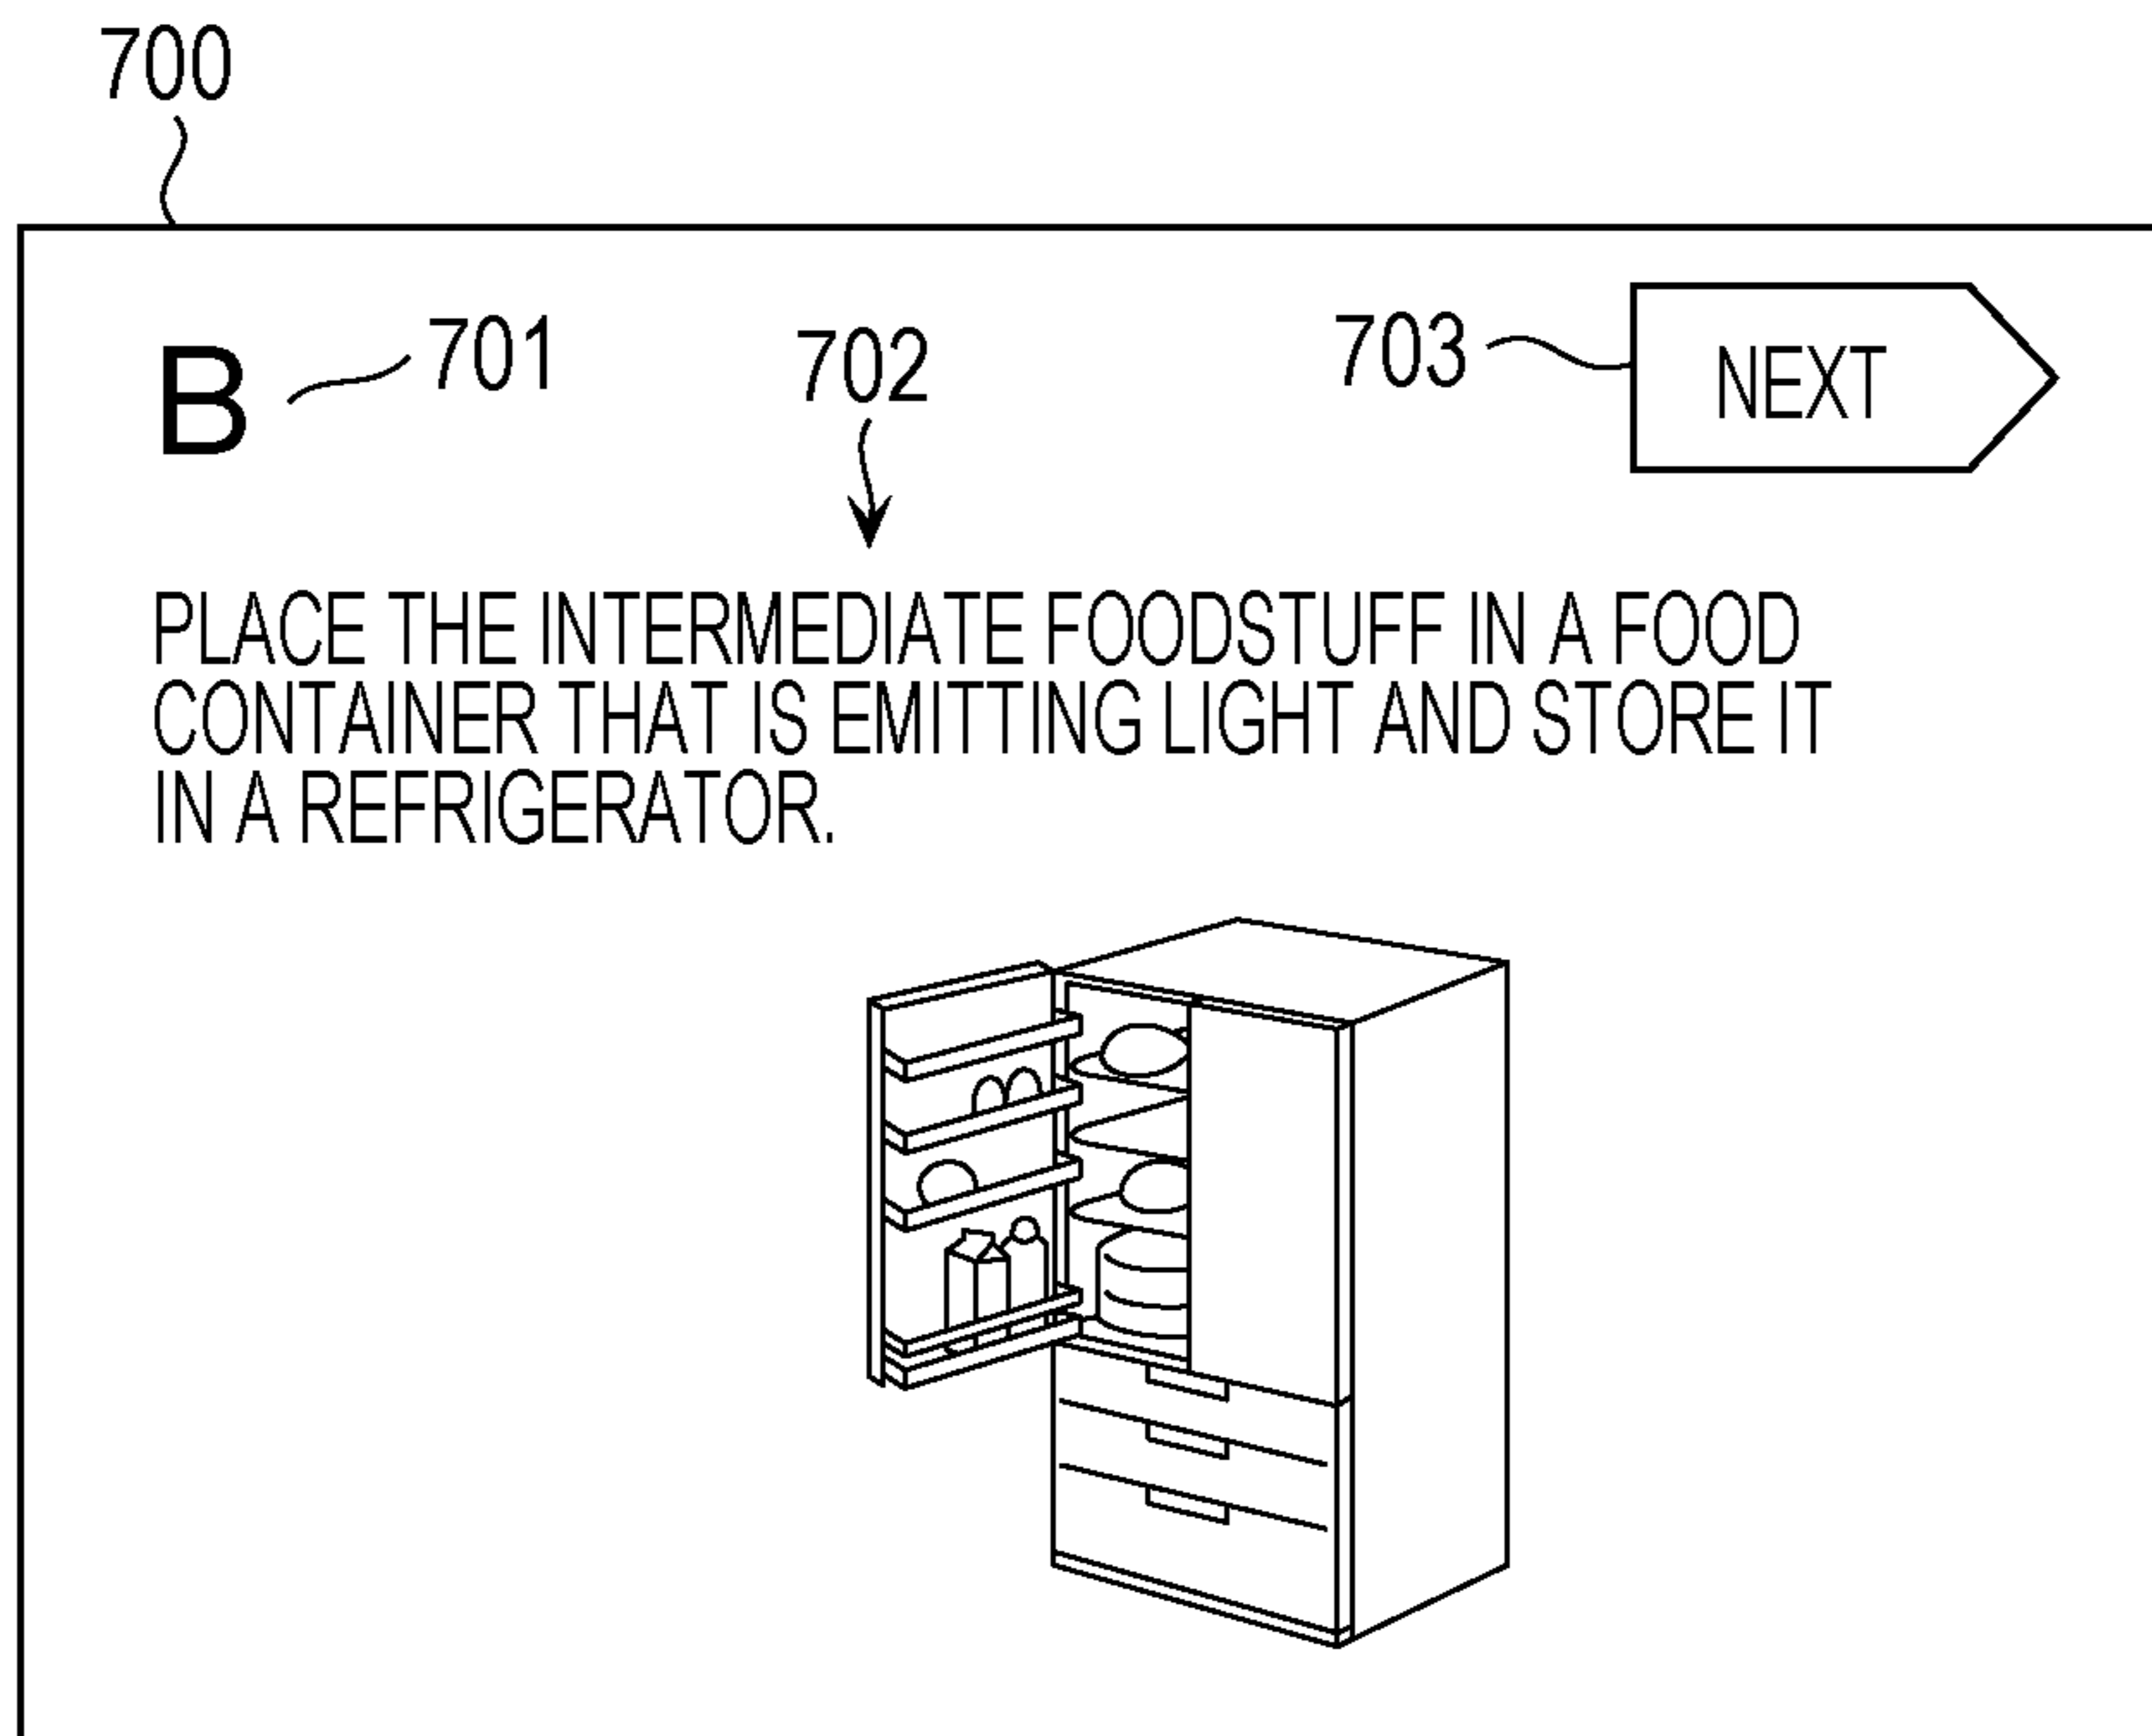 700
B 701 702 703 NEXT
PLACE THE INTERMEDIATE FOODSTUFF IN A FOOD
CONTAINER THAT IS EMITTING LIGHT AND STORE IT
IN A REFRIGERATOR.